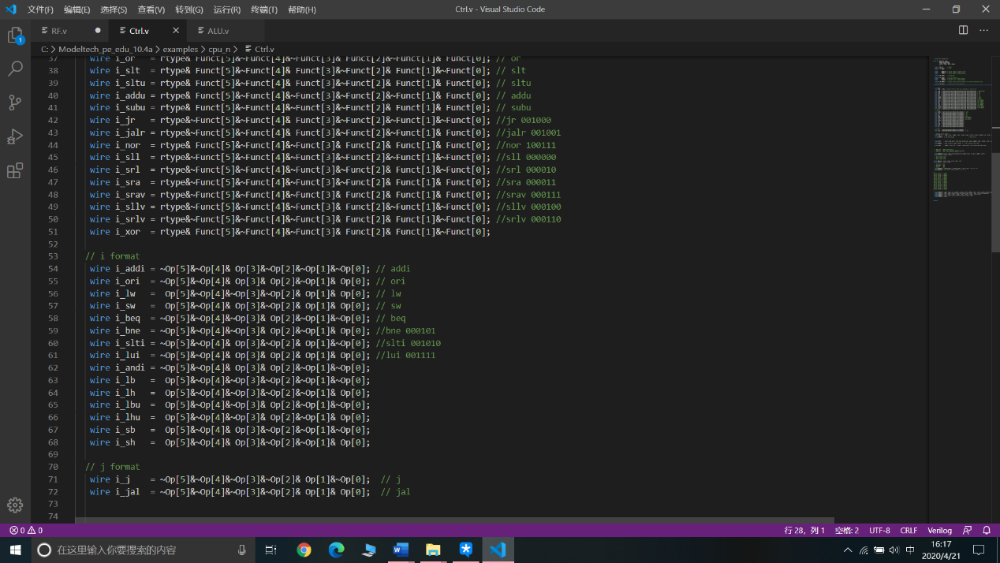 文件(F) 编辑(E) 选择(S) 查看(V) 转到(G) 运行(R) 终端(T) 帮助(H) Ctrl.v - Visual Studio Code
RF.v Ctrl.v ALU.v
C: > Modeltech_pe_edu_10.4a > examples > cpu_n > Ctrl.v
37 wire i_or = rtype& Funct[5]&~Funct[4]&~Funct[3]& Funct[2]&~Funct[1]& Funct[0]; // or
38 wire i_slt = rtype& Funct[5]&~Funct[4]& Funct[3]&~Funct[2]& Funct[1]&~Funct[0]; // slt
39 wire i_sltu = rtype& Funct[5]&~Funct[4]& Funct[3]&~Funct[2]& Funct[1]& Funct[0]; // sltu
40 wire i_addu = rtype& Funct[5]&~Funct[4]&~Funct[3]&~Funct[2]&~Funct[1]& Funct[0]; // addu
41 wire i_subu = rtype& Funct[5]&~Funct[4]&~Funct[3]&~Funct[2]& Funct[1]& Funct[0]; // subu
42 wire i_jr = rtype&~Funct[5]&~Funct[4]& Funct[3]&~Funct[2]&~Funct[1]&~Funct[0]; //jr 001000
43 wire i_jalr = rtype&~Funct[5]&~Funct[4]& Funct[3]&~Funct[2]&~Funct[1]& Funct[0]; //jalr 001001
44 wire i_nor = rtype& Funct[5]&~Funct[4]&~Funct[3]& Funct[2]& Funct[1]& Funct[0]; //nor 100111
45 wire i_sll = rtype&~Funct[5]&~Funct[4]&~Funct[3]&~Funct[2]&~Funct[1]&~Funct[0]; //sll 000000
46 wire i_srl = rtype&~Funct[5]&~Funct[4]&~Funct[3]&~Funct[2]& Funct[1]&~Funct[0]; //srl 000010
47 wire i_sra = rtype&~Funct[5]&~Funct[4]&~Funct[3]&~Funct[2]& Funct[1]& Funct[0]; //sra 000011
48 wire i_srav = rtype&~Funct[5]&~Funct[4]&~Funct[3]& Funct[2]& Funct[1]& Funct[0]; //srav 000111
49 wire i_sllv = rtype&~Funct[5]&~Funct[4]&~Funct[3]& Funct[2]&~Funct[1]&~Funct[0]; //sllv 000100
50 wire i_srlv = rtype&~Funct[5]&~Funct[4]&~Funct[3]& Funct[2]& Funct[1]&~Funct[0]; //srlv 000110
51 wire i_xor = rtype& Funct[5]&~Funct[4]&~Funct[3]& Funct[2]& Funct[1]&~Funct[0];
52
53 // i format
54 wire i_addi = ~Op[5]&~Op[4]& Op[3]&~Op[2]&~Op[1]&~Op[0]; // addi
55 wire i_ori = ~Op[5]&~Op[4]& Op[3]& Op[2]&~Op[1]& Op[0]; // ori
56 wire i_lw = Op[5]&~Op[4]&~Op[3]&~Op[2]& Op[1]& Op[0]; // lw
57 wire i_sw = Op[5]&~Op[4]& Op[3]&~Op[2]& Op[1]& Op[0]; // sw
58 wire i_beq = ~Op[5]&~Op[4]&~Op[3]& Op[2]&~Op[1]&~Op[0]; // beq
59 wire i_bne = ~Op[5]&~Op[4]&~Op[3]& Op[2]&~Op[1]& Op[0]; //bne 000101
60 wire i_slti = ~Op[5]&~Op[4]& Op[3]&~Op[2]& Op[1]&~Op[0]; //slti 001010
61 wire i_lui = ~Op[5]&~Op[4]& Op[3]& Op[2]& Op[1]& Op[0]; //lui 001111
62 wire i_andi = ~Op[5]&~Op[4]& Op[3]& Op[2]&~Op[1]&~Op[0];
63 wire i_lb = Op[5]&~Op[4]&~Op[3]&~Op[2]&~Op[1]&~Op[0];
64 wire i_lh = Op[5]&~Op[4]&~Op[3]&~Op[2]&~Op[1]& Op[0];
65 wire i_lbu = Op[5]&~Op[4]&~Op[3]& Op[2]&~Op[1]&~Op[0];
66 wire i_lhu = Op[5]&~Op[4]&~Op[3]& Op[2]&~Op[1]& Op[0];
67 wire i_sb = Op[5]&~Op[4]& Op[3]&~Op[2]&~Op[1]&~Op[0];
68 wire i_sh = Op[5]&~Op[4]& Op[3]&~Op[2]&~Op[1]& Op[0];
69
70 // j format
71 wire i_j = ~Op[5]&~Op[4]&~Op[3]&~Op[2]& Op[1]&~Op[0]; // j
72 wire i_jal = ~Op[5]&~Op[4]&~Op[3]&~Op[2]& Op[1]& Op[0]; // jal
73
74
0 0 行 28，列 1 空格: 2 UTF-8 CRLF Verilog
在这里输入你要搜索的内容 中 16:17
2020/4/21